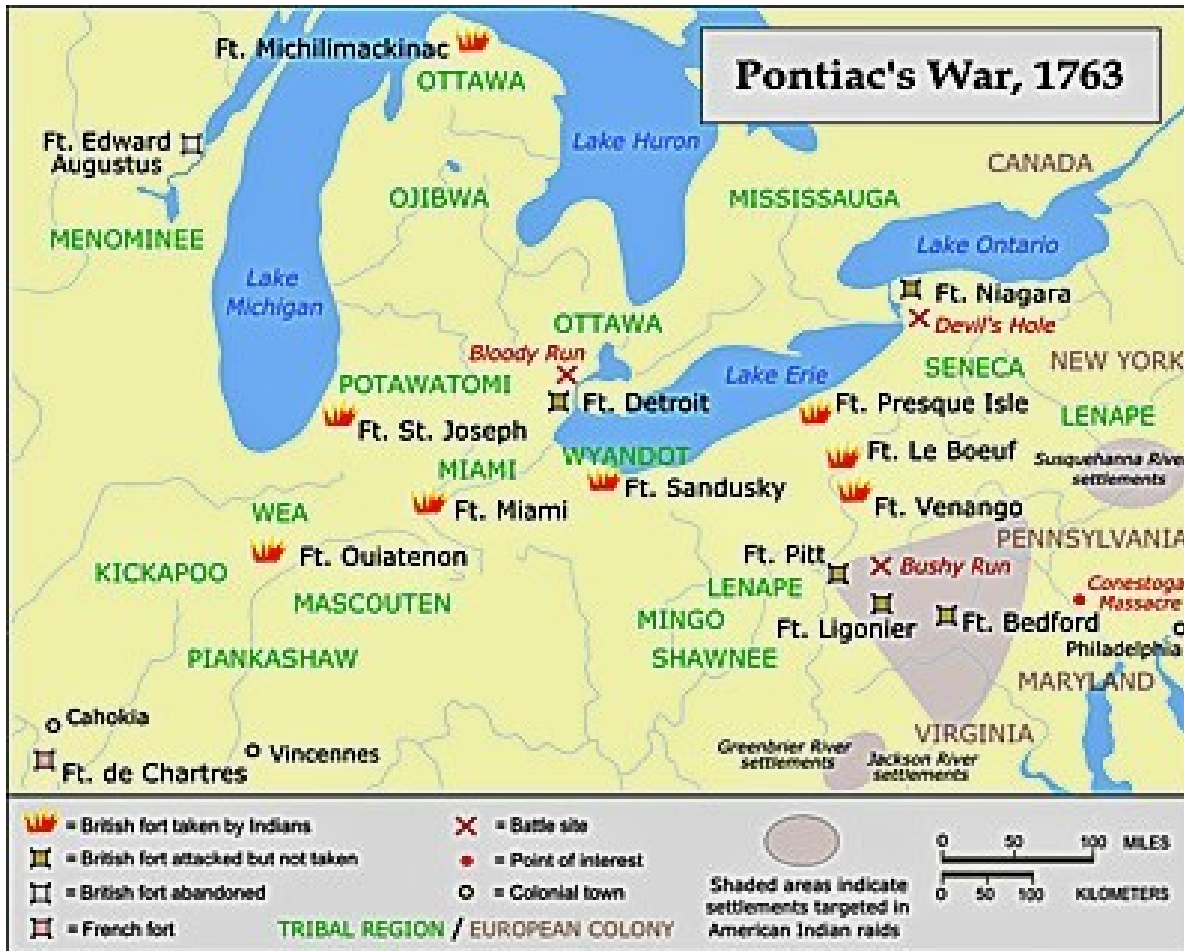 Pontiac's War, 1763
Ft. Michilimackinac
OTTAWA
Lake Huron
Ft. Edward
Augustus
CANADA
OJIBWA
MISSISSAUGA
MENOMINEE
Lake Ontario
Lake
Michigan
Ft. Niagara
OTTAWA
Devil's Hole
Bloody Run
NEW YORK
SENECA
POTAWATOMI
Lake Erie
Ft. Detroit
Ft. Presque Isle
LENAPE
Ft. St. Joseph
WYANDOT
Ft. Le Boeuf
Susquehanna River
settlements
MIAMI
Ft. Sandusky
Ft. Miami
Ft. Venango
WEA
PENNSYLVANIA
Ft. Ouiatenon
Ft. Pitt
Bushy Run
KICKAPOO
LENAPE
Conestoga
Massacre
MASCOUTEN
MINGO
Ft. Ligonier
Ft. Bedford
Philadelphia
PIANKASHAW
SHAWNEE
MARYLAND
Cahokia
VIRGINIA
Vincennes
Greenbrier River
settlements
Jackson River
settlements
Ft. de Chartres
= British fort taken by Indians
= British fort attacked but not taken
= British fort abandoned
= French fort
= Battle site
= Point of interest
= Colonial town
TRIBAL REGION / EUROPEAN COLONY
Shaded areas indicate
settlements targeted in
American Indian raids
0 50 100 MILES
0 50 100 KILOMETERS